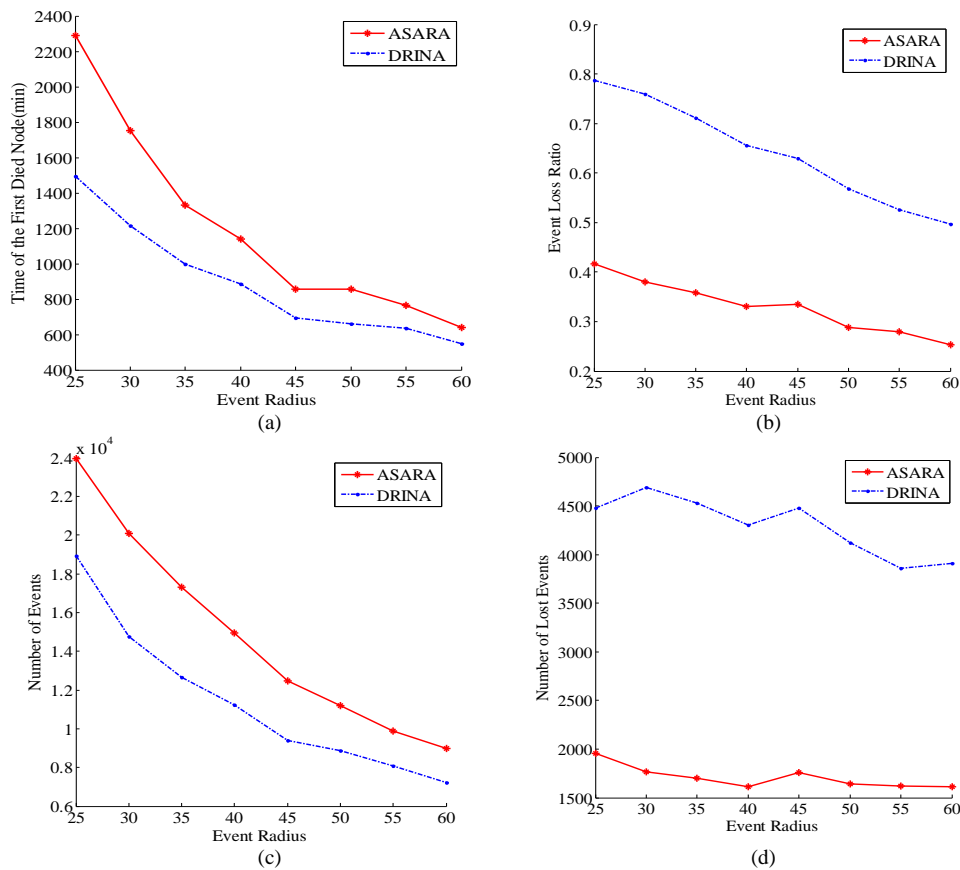 ASARA
DRINA
Time of the First Died Node(min)
2400
2200
2000
1800
1600
1400
1200
1000
800
600
400
25 30 35 40 45 50 55 60
Event Radius
(a)
ASARA
DRINA
Event Loss Ratio
0.9
0.8
0.7
0.6
0.5
0.4
0.3
0.2
25 30 35 40 45 50 55 60
Event Radius
(b)
x 10^4
ASARA
DRINA
Number of Events
2.4
2.2
2
1.8
1.6
1.4
1.2
1
0.8
0.6
25 30 35 40 45 50 55 60
Event Radius
(c)
ASARA
DRINA
Number of Lost Events
5000
4500
4000
3500
3000
2500
2000
1500
25 30 35 40 45 50 55 60
Event Radius
(d)